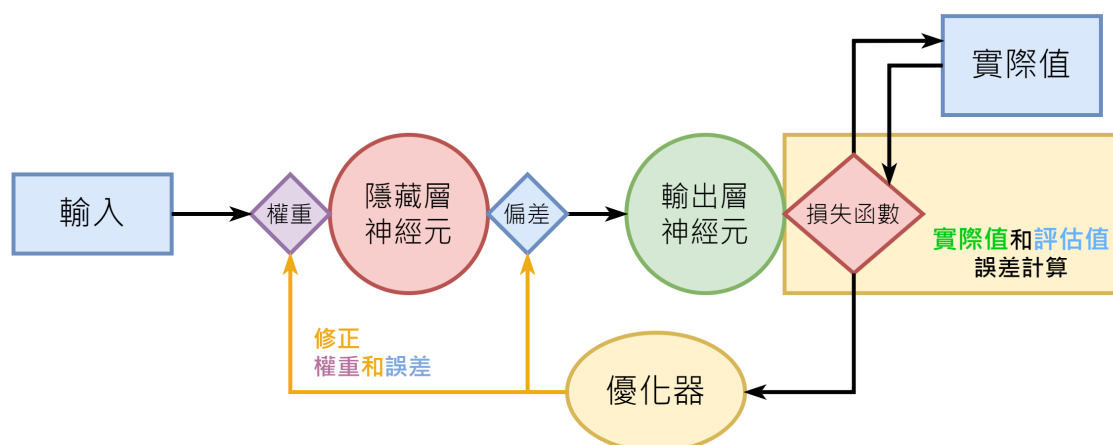 輸入
權重
隱藏層
神經元
偏差
輸出層
神經元
損失函數
實際值
實際值和評估值
誤差計算
優化器
修正
權重和誤差